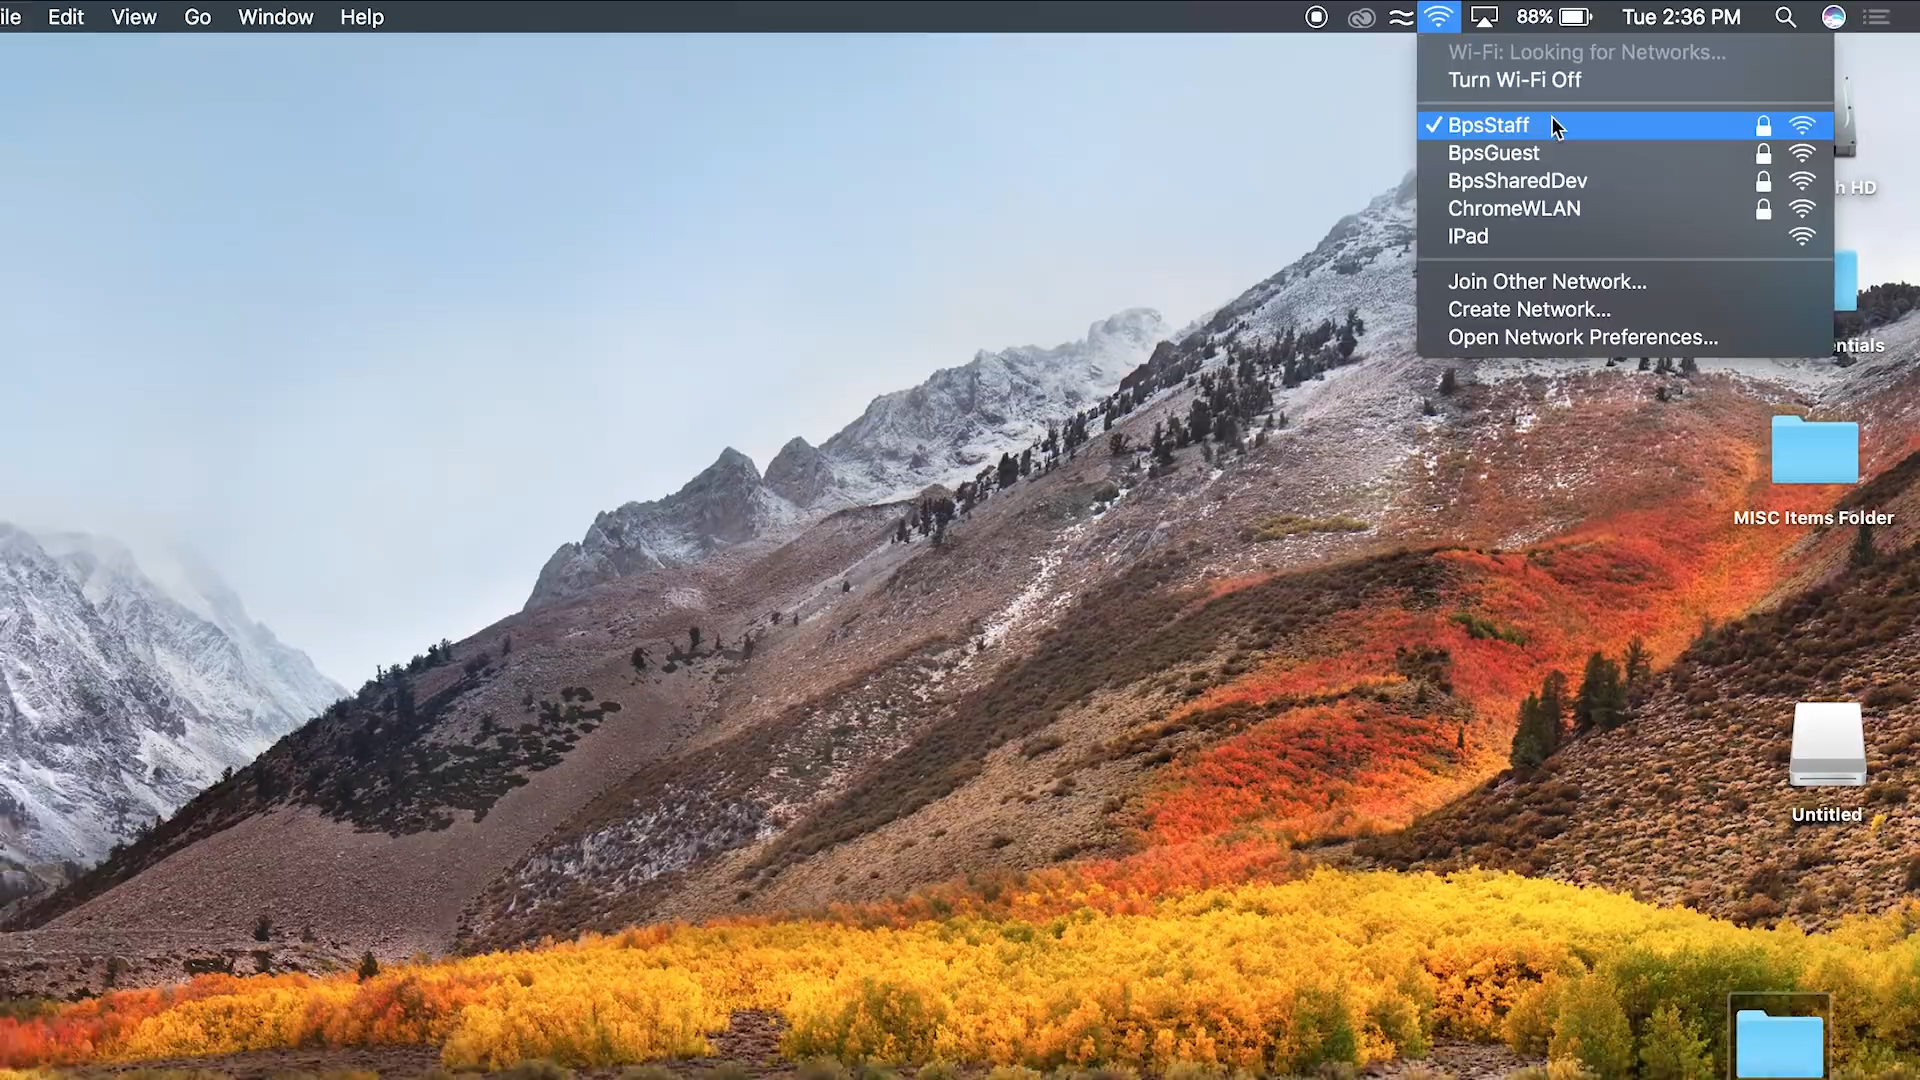 ile Edit View Go Window Help 88% Tue 2:36 PM
Wi-Fi: Looking for Networks...
Turn Wi-Fi Off
BpsStaff
BpsGuest
BpsSharedDev
ChromeWLAN
IPad
Join Other Network...
Create Network...
Open Network Preferences...
h HD
ntials
MISC Items Folder
Untitled